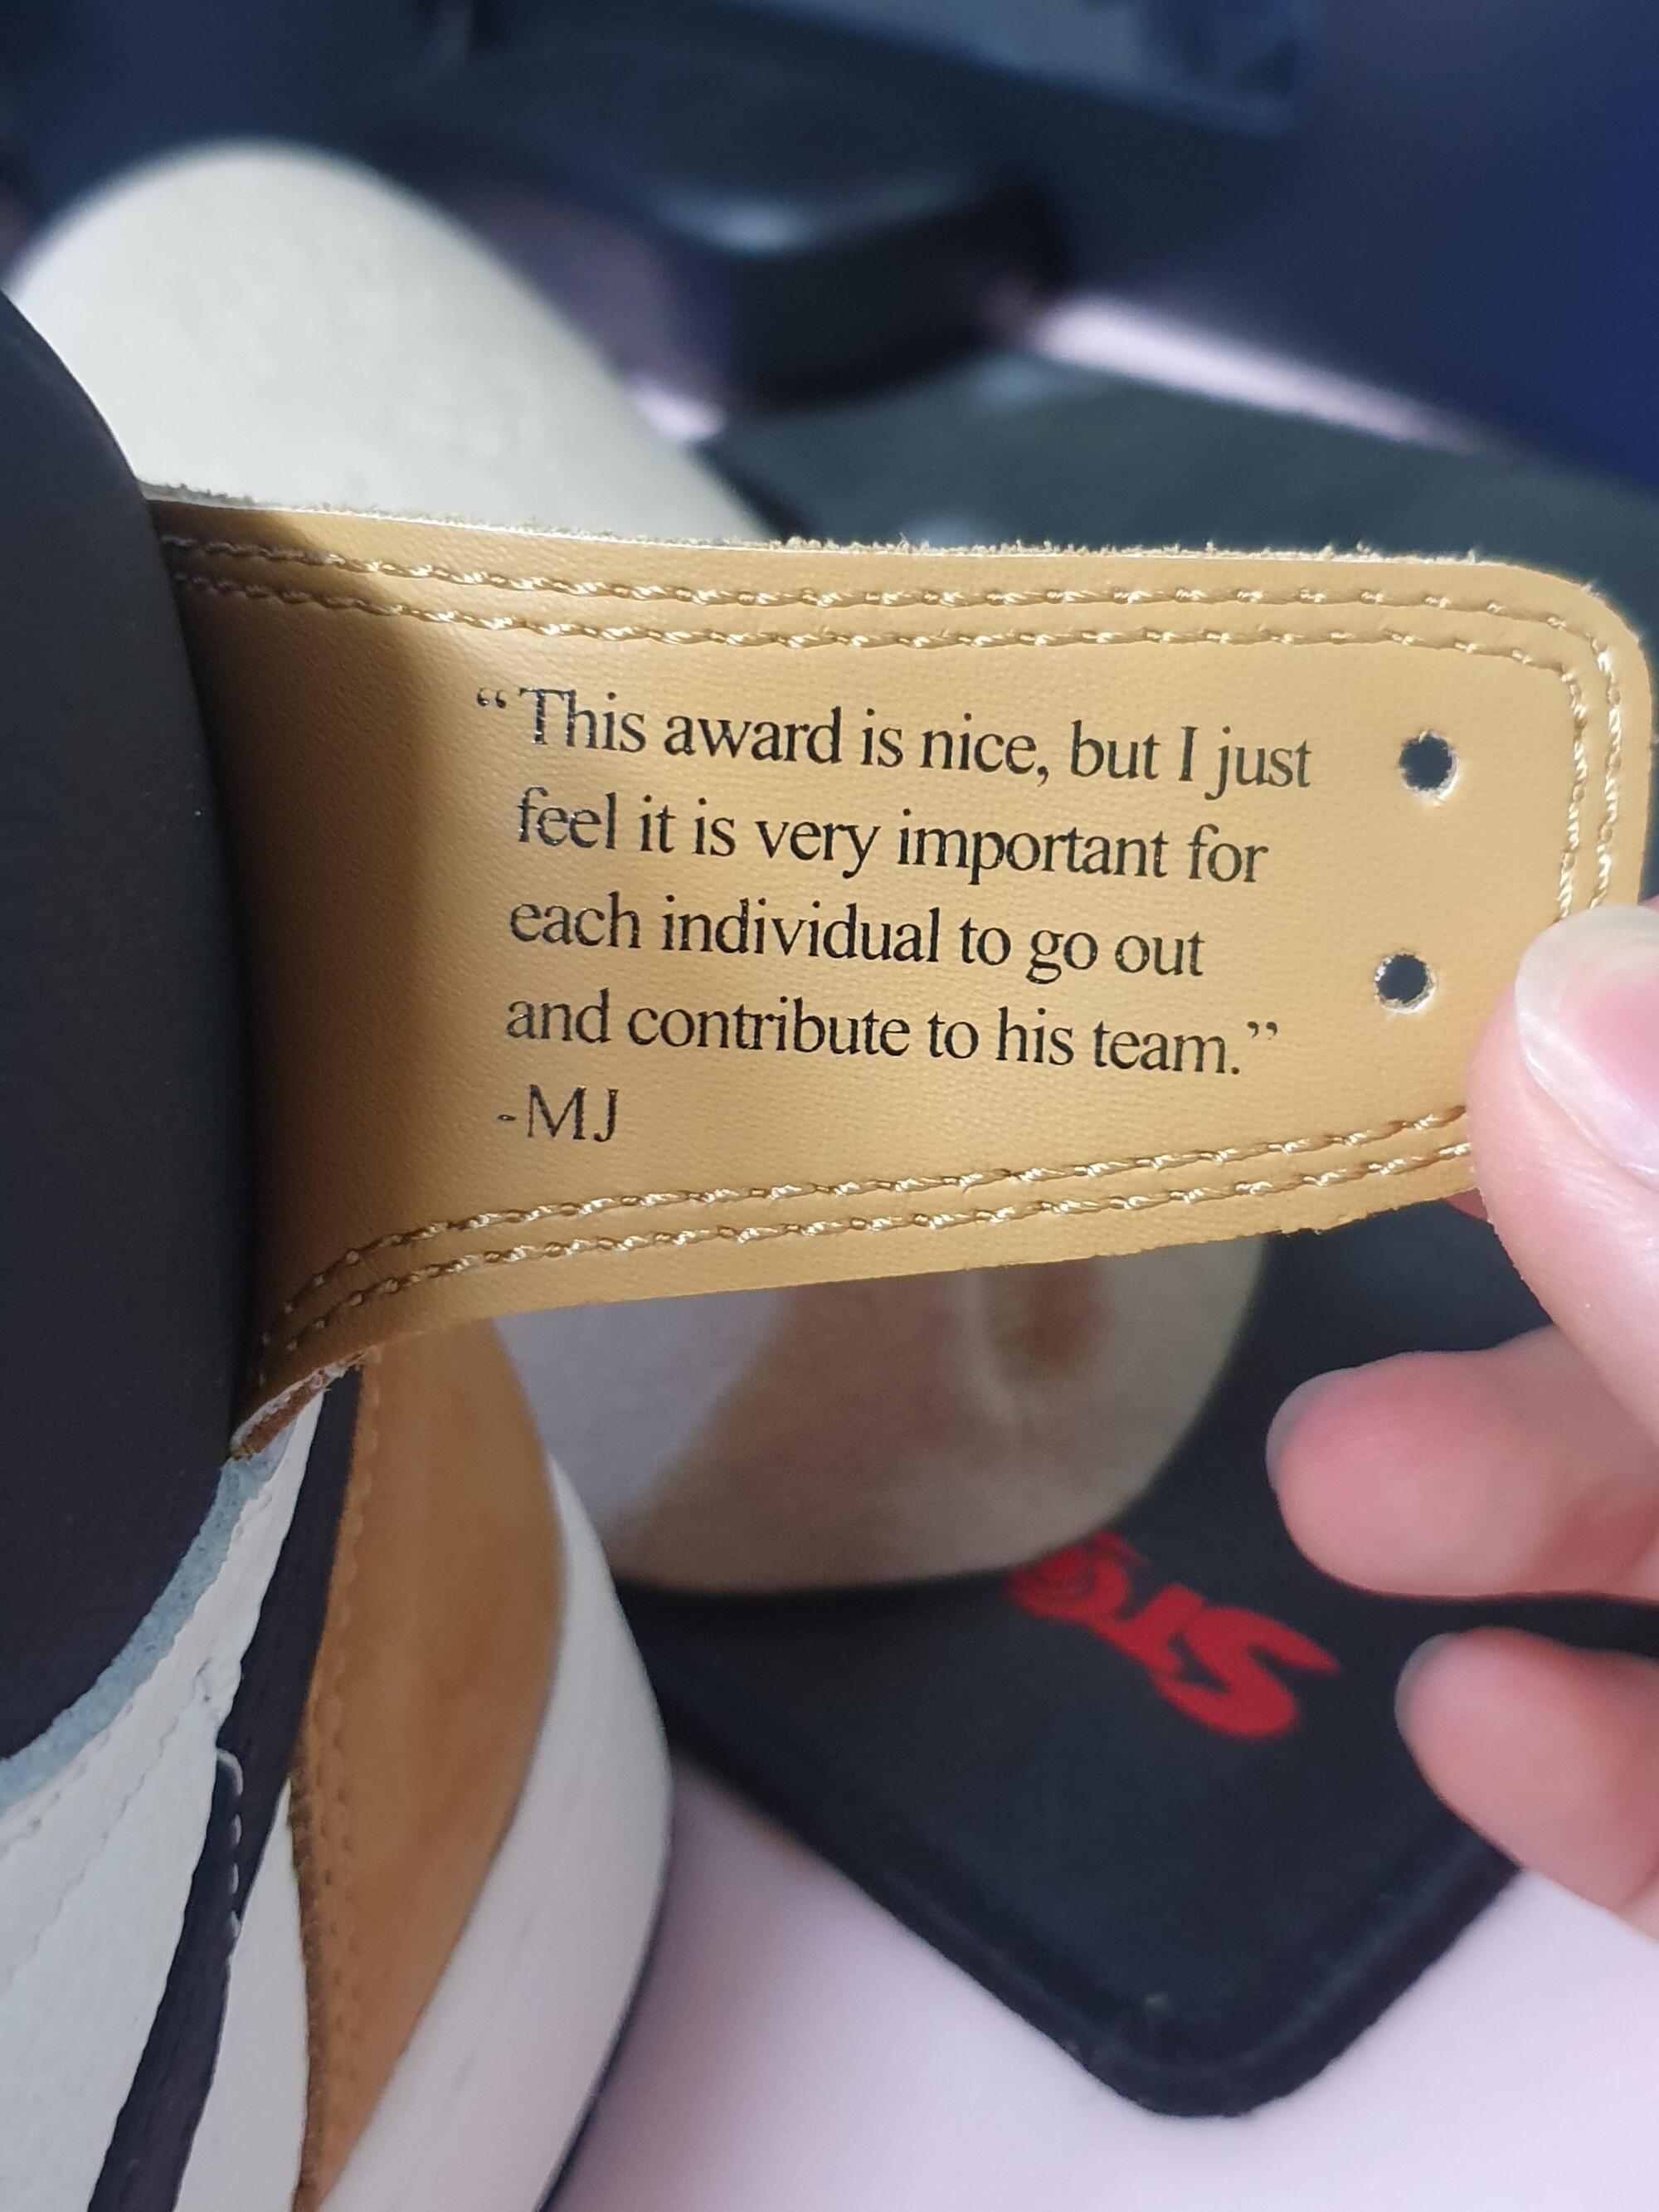 “This award is nice, but I just
feel it is very important for
each individual to go out
and contribute to his team.”
-MJ